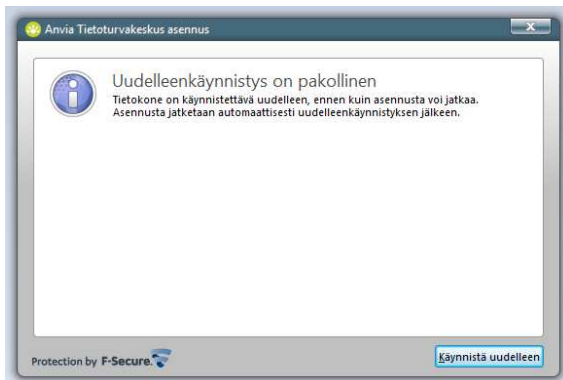 Anvia Tietoturvakeskus asennus
Uudelleenkäynnistys on pakollinen
Tietokone on käynnistettävä uudelleen, ennen kuin asennusta voi jatkaa.
Asennusta jatketaan automaattisesti uudelleenkäynnistyksen jälkeen.
Protection by F-Secure.
Käynnistä uudelleen